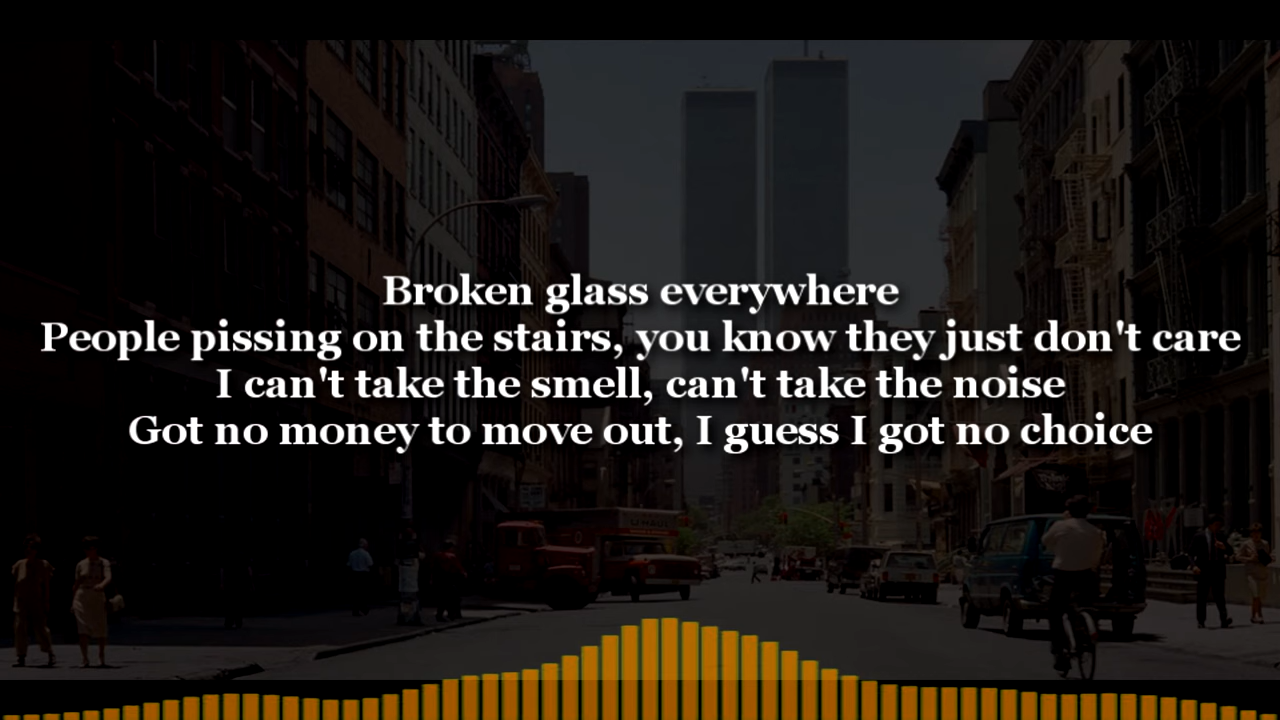 Broken glass everywhere
People pissing on the stairs, you know they just don't care
I can't take the smell, can't take the noise
Got no money to move out, I guess I got no choice
U-HAUL